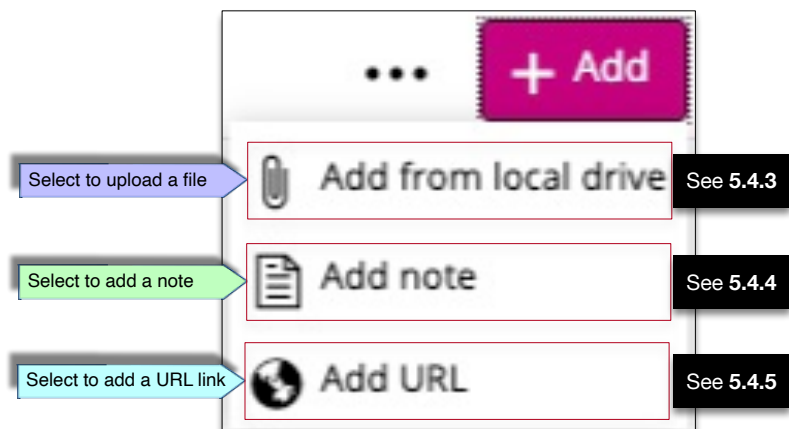 ••• + Add
Select to upload a file Add from local drive See 5.4.3
Select to add a note Add note See 5.4.4
Select to add a URL link Add URL See 5.4.5